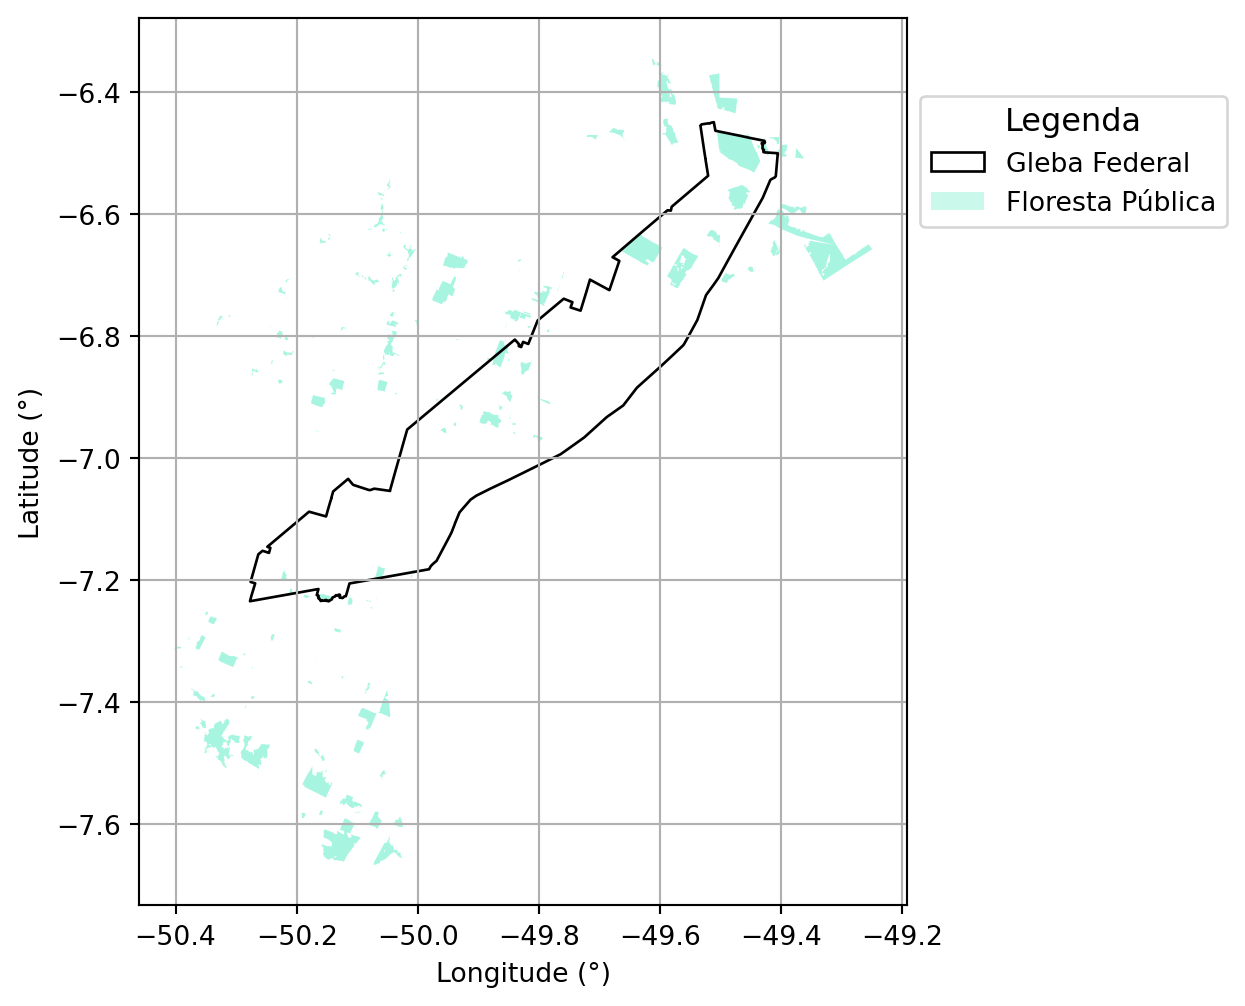 −6.4
−6.6
−6.8
−7.0
−7.2
−7.4
−7.6
Latitude (°)
−50.4 −50.2 −50.0 −49.8 −49.6 −49.4 −49.2
Longitude (°)
Legenda
Gleba Federal
Floresta Pública